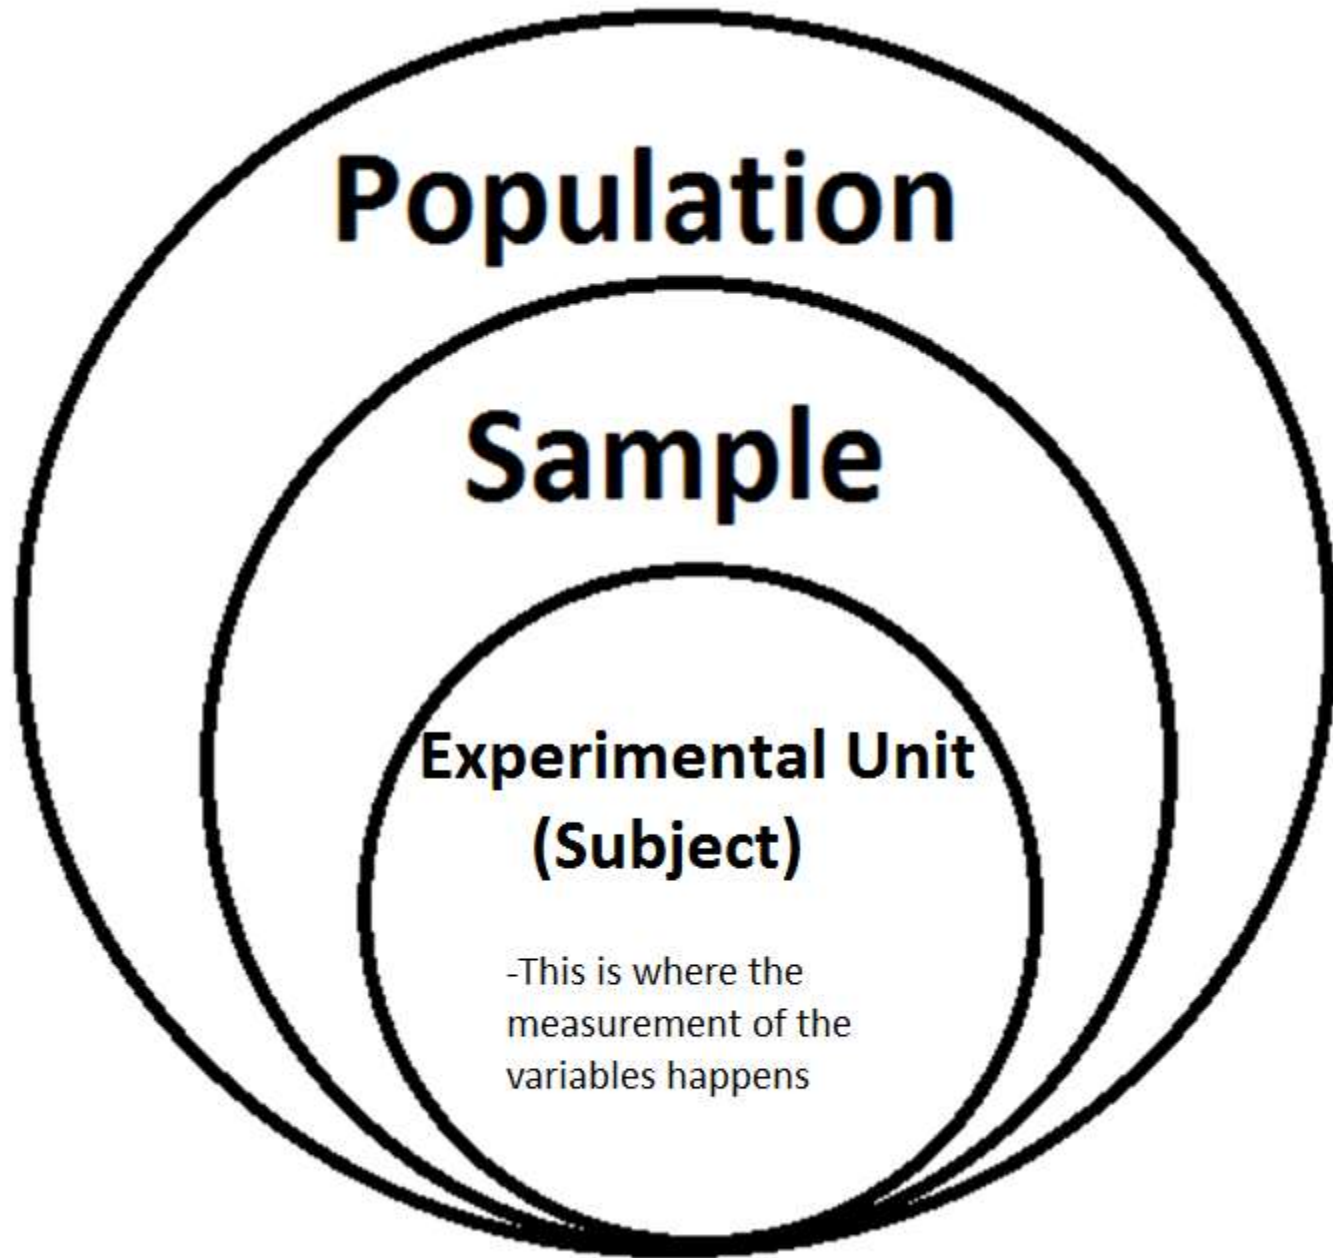 Population
Sample
Experimental Unit
(Subject)
-This is where the
measurement of the
variables happens